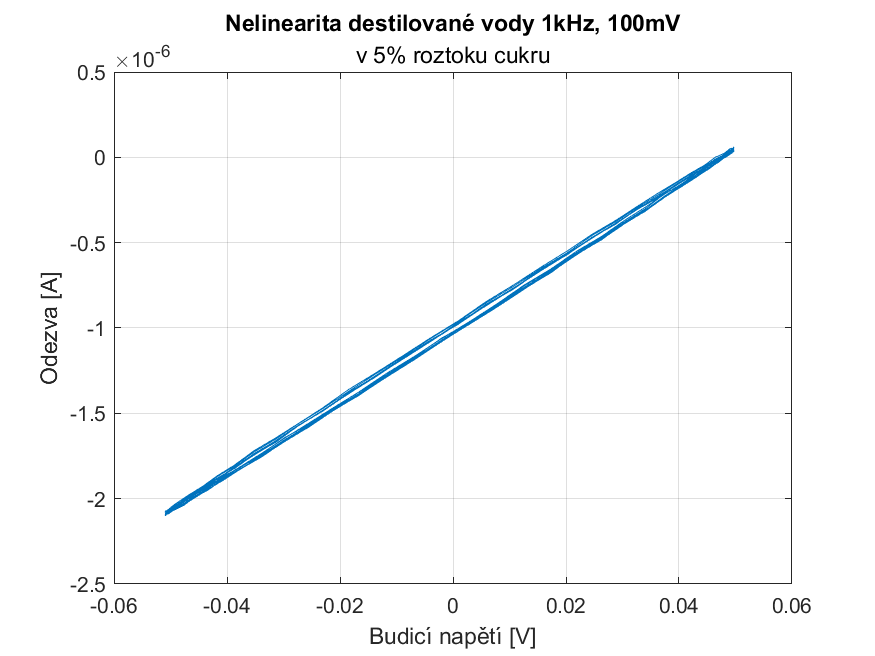 Nelinearita destilované vody 1kHz, 100mV
v 5% roztoku cukru
×10⁻⁶
0.5
0
-0.5
-1
-1.5
-2
-2.5
Odezva [A]
-0.06 -0.04 -0.02 0 0.02 0.04 0.06
Budicí napětí [V]